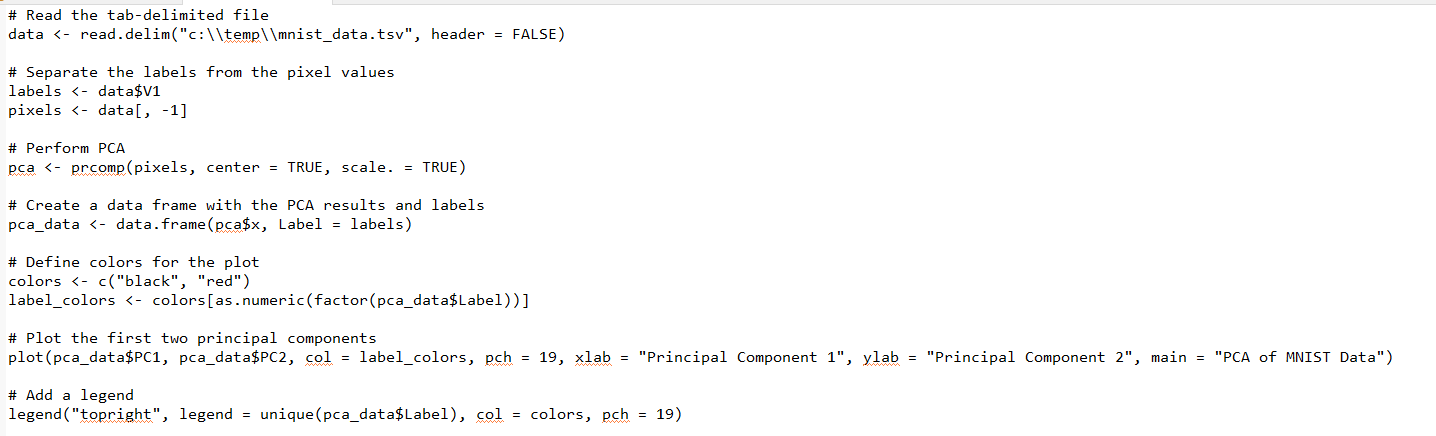 # Read the tab-delimited file
data <- read.delim("c:\\temp\\mnist_data.tsv", header = FALSE)
# Separate the labels from the pixel values
labels <- data$V1
pixels <- data[, -1]
# Perform PCA
pca <- prcomp(pixels, center = TRUE, scale. = TRUE)
# Create a data frame with the PCA results and labels
pca_data <- data.frame(pca$x, Label = labels)
# Define colors for the plot
colors <- c("black", "red")
label_colors <- colors[as.numeric(factor(pca_data$Label))]
# Plot the first two principal components
plot(pca_data$PC1, pca_data$PC2, col = label_colors, pch = 19, xlab = "Principal Component 1", ylab = "Principal Component 2", main = "PCA of MNIST Data")
# Add a legend
legend("topright", legend = unique(pca_data$Label), col = colors, pch = 19)